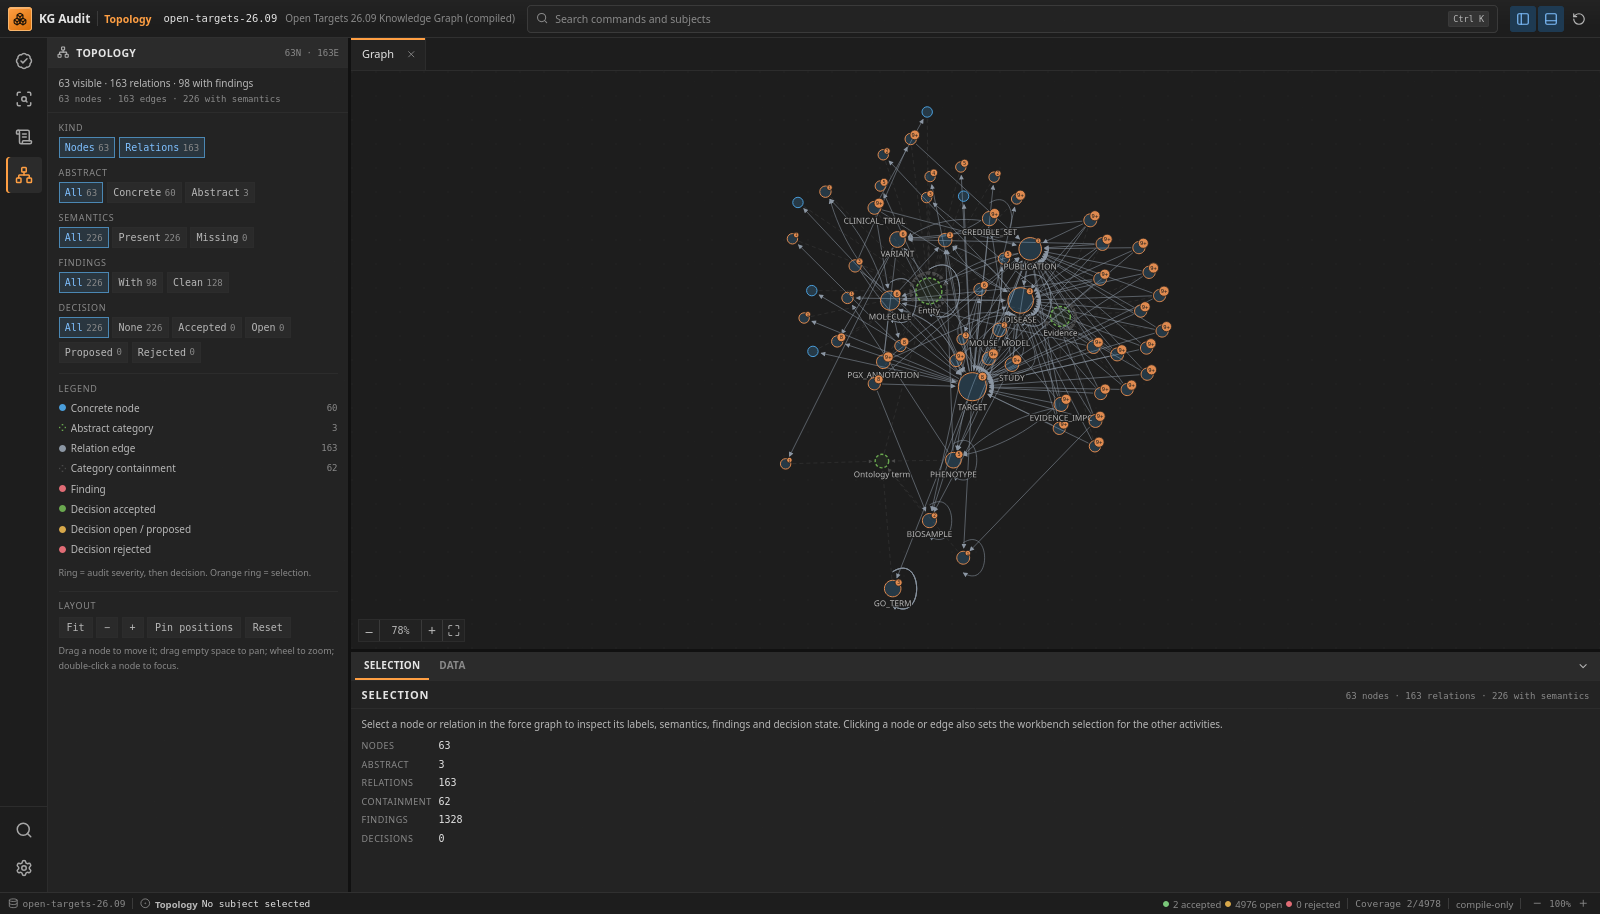 KG Audit Topology open-targets-26.09 Open Targets 26.09 Knowledge Graph (compiled)
Search commands and subjects Ctrl K
TOPOLOGY 63N · 163E
63 visible · 163 relations · 98 with findings
63 nodes · 163 edges · 226 with semantics
KIND
Nodes 63 Relations 163
ABSTRACT
All 63 Concrete 60 Abstract 3
SEMANTICS
All 226 Present 226 Missing 0
FINDINGS
All 226 With 98 Clean 128
DECISION
All 226 None 226 Accepted 0 Open 0
Proposed 0 Rejected 0
LEGEND
Concrete node 60
Abstract category 3
Relation edge 163
Category containment 62
Finding
Decision accepted
Decision open / proposed
Decision rejected
Ring = audit severity, then decision. Orange ring = selection.
LAYOUT
Fit − + Pin positions Reset
Drag a node to move it; drag empty space to pan; wheel to zoom;
double-click a node to focus.
Graph ×
CLINICAL_TRIAL
CREDIBLE_SET
VARIANT
PUBLICATION
Entity
MOLECULE
DISEASE
Evidence
MOUSE_MODEL
PGX_ANNOTATION
STUDY
TARGET
EVIDENCE_IMPC
Ontology term
PHENOTYPE
BIOSAMPLE
GO_TERM
− 78% +
SELECTION DATA
SELECTION 63 nodes · 163 relations · 226 with semantics
Select a node or relation in the force graph to inspect its labels, semantics, findings and decision state. Clicking a node or edge also sets the workbench selection for the other activities.
NODES 63
ABSTRACT 3
RELATIONS 163
CONTAINMENT 62
FINDINGS 1328
DECISIONS 0
open-targets-26.09 Topology No subject selected
2 accepted 4976 open 0 rejected Coverage 2/4978 compile-only − 100% +